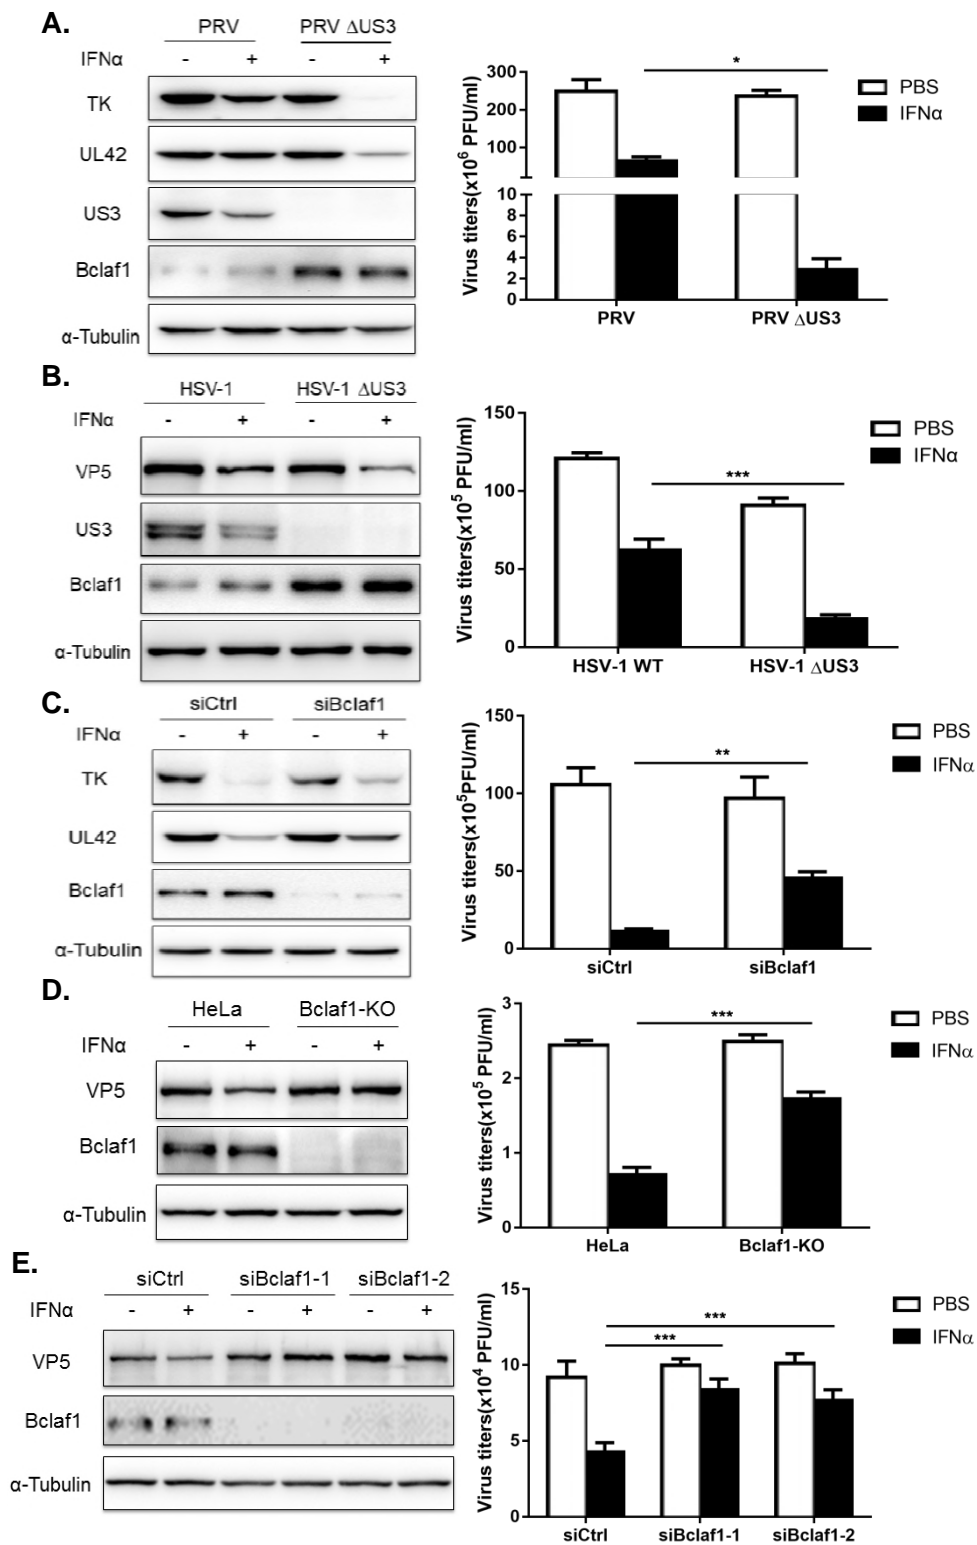 A.
PRV PRV ΔUS3
IFNα - + - +
TK
UL42
US3
Bclaf1
α-Tubulin
Virus titers(x10⁶ PFU/ml)
300
200
100
10
8
6
4
2
0
*
PBS
IFNα
PRV PRV ΔUS3
B.
HSV-1 HSV-1 ΔUS3
IFNα - + - +
VP5
US3
Bclaf1
α-Tubulin
Virus titers(x10⁵ PFU/ml)
150
100
50
0
***
PBS
IFNα
HSV-1 WT HSV-1 ΔUS3
C.
siCtrl siBclaf1
IFNα - + - +
TK
UL42
Bclaf1
α-Tubulin
Virus titers(x10⁵PFU/ml)
150
100
50
0
**
PBS
IFNα
siCtrl siBclaf1
D.
HeLa Bclaf1-KO
IFNα - + - +
VP5
Bclaf1
α-Tubulin
Virus titers(x10⁵ PFU/ml)
3
2
1
0
***
PBS
IFNα
HeLa Bclaf1-KO
E.
siCtrl siBclaf1-1 siBclaf1-2
IFNα - + - + - +
VP5
Bclaf1
α-Tubulin
Virus titers(x10⁴ PFU/ml)
15
10
5
0
***
***
PBS
IFNα
siCtrl siBclaf1-1 siBclaf1-2